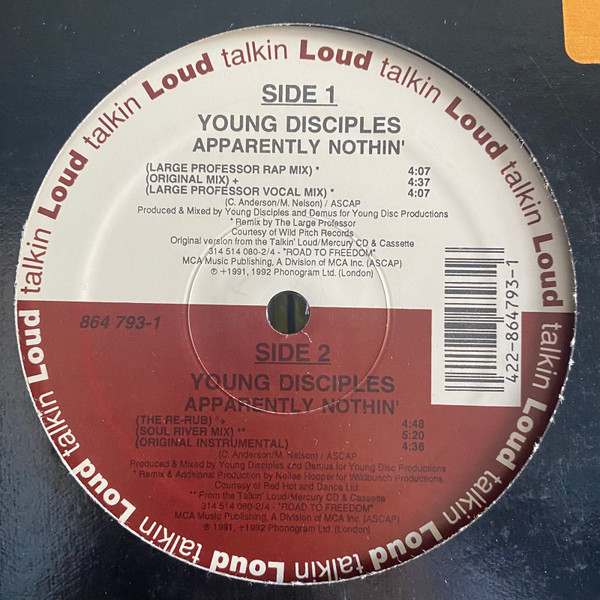 talkin Loud talkin Loud talkin Loud talkin Loud talkin Loud talkin Loud talkin Loud talkin Loud
SIDE 1
YOUNG DISCIPLES
APPARENTLY NOTHIN'
(LARGE PROFESSOR RAP MIX) * 4:07
(ORIGINAL MIX) + 4:37
(LARGE PROFESSOR VOCAL MIX) * 4:07
(C. Anderson/M. Nelson) / ASCAP
Produced & Mixed by Young Disciples and Demus for Young Disc Productions
* Remix by The Large Professor
Courtesy of Wild Pitch Records
Original version from the Talkin' Loud/Mercury CD & Cassette
314 514 080-2/4 - "ROAD TO FREEDOM"
MCA Music Publishing, A Division of MCA Inc. (ASCAP)
℗ +1991, 1992 Phonogram Ltd. (London)
864 793-1
422-864793-1
SIDE 2
YOUNG DISCIPLES
APPARENTLY NOTHIN'
(THE RE-RUB) *+ 4:48
(SOUL RIVER MIX) ** 5:20
(ORIGINAL INSTRUMENTAL) 4:36
(C. Anderson/M. Nelson) / ASCAP
Produced & Mixed by Young Disciples and Demus for Young Disc Productions
* Remix & Additional Production by Nellee Hooper for Wildbunch Productions
Courtesy of Red Hot and Dance Ltd.
** From the Talkin' Loud/Mercury CD & Cassette
314 514 080-2/4 - "ROAD TO FREEDOM"
MCA Music Publishing, A Division of MCA Inc. (ASCAP)
℗ 1991, +1992 Phonogram Ltd. (London)